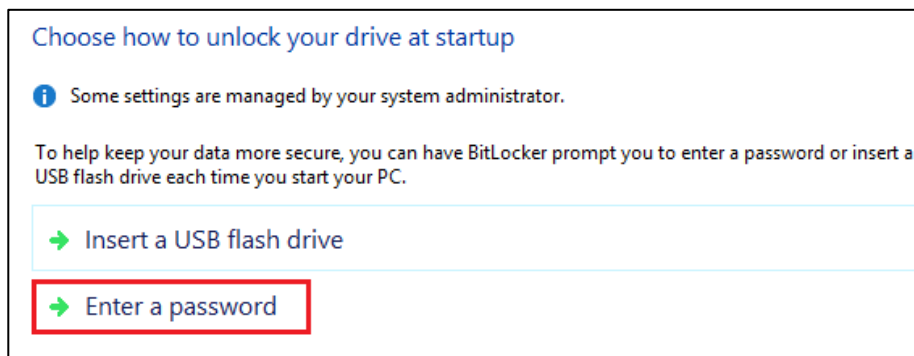 Choose how to unlock your drive at startup
Some settings are managed by your system administrator.
To help keep your data more secure, you can have BitLocker prompt you to enter a password or insert a
USB flash drive each time you start your PC.
Insert a USB flash drive
Enter a password